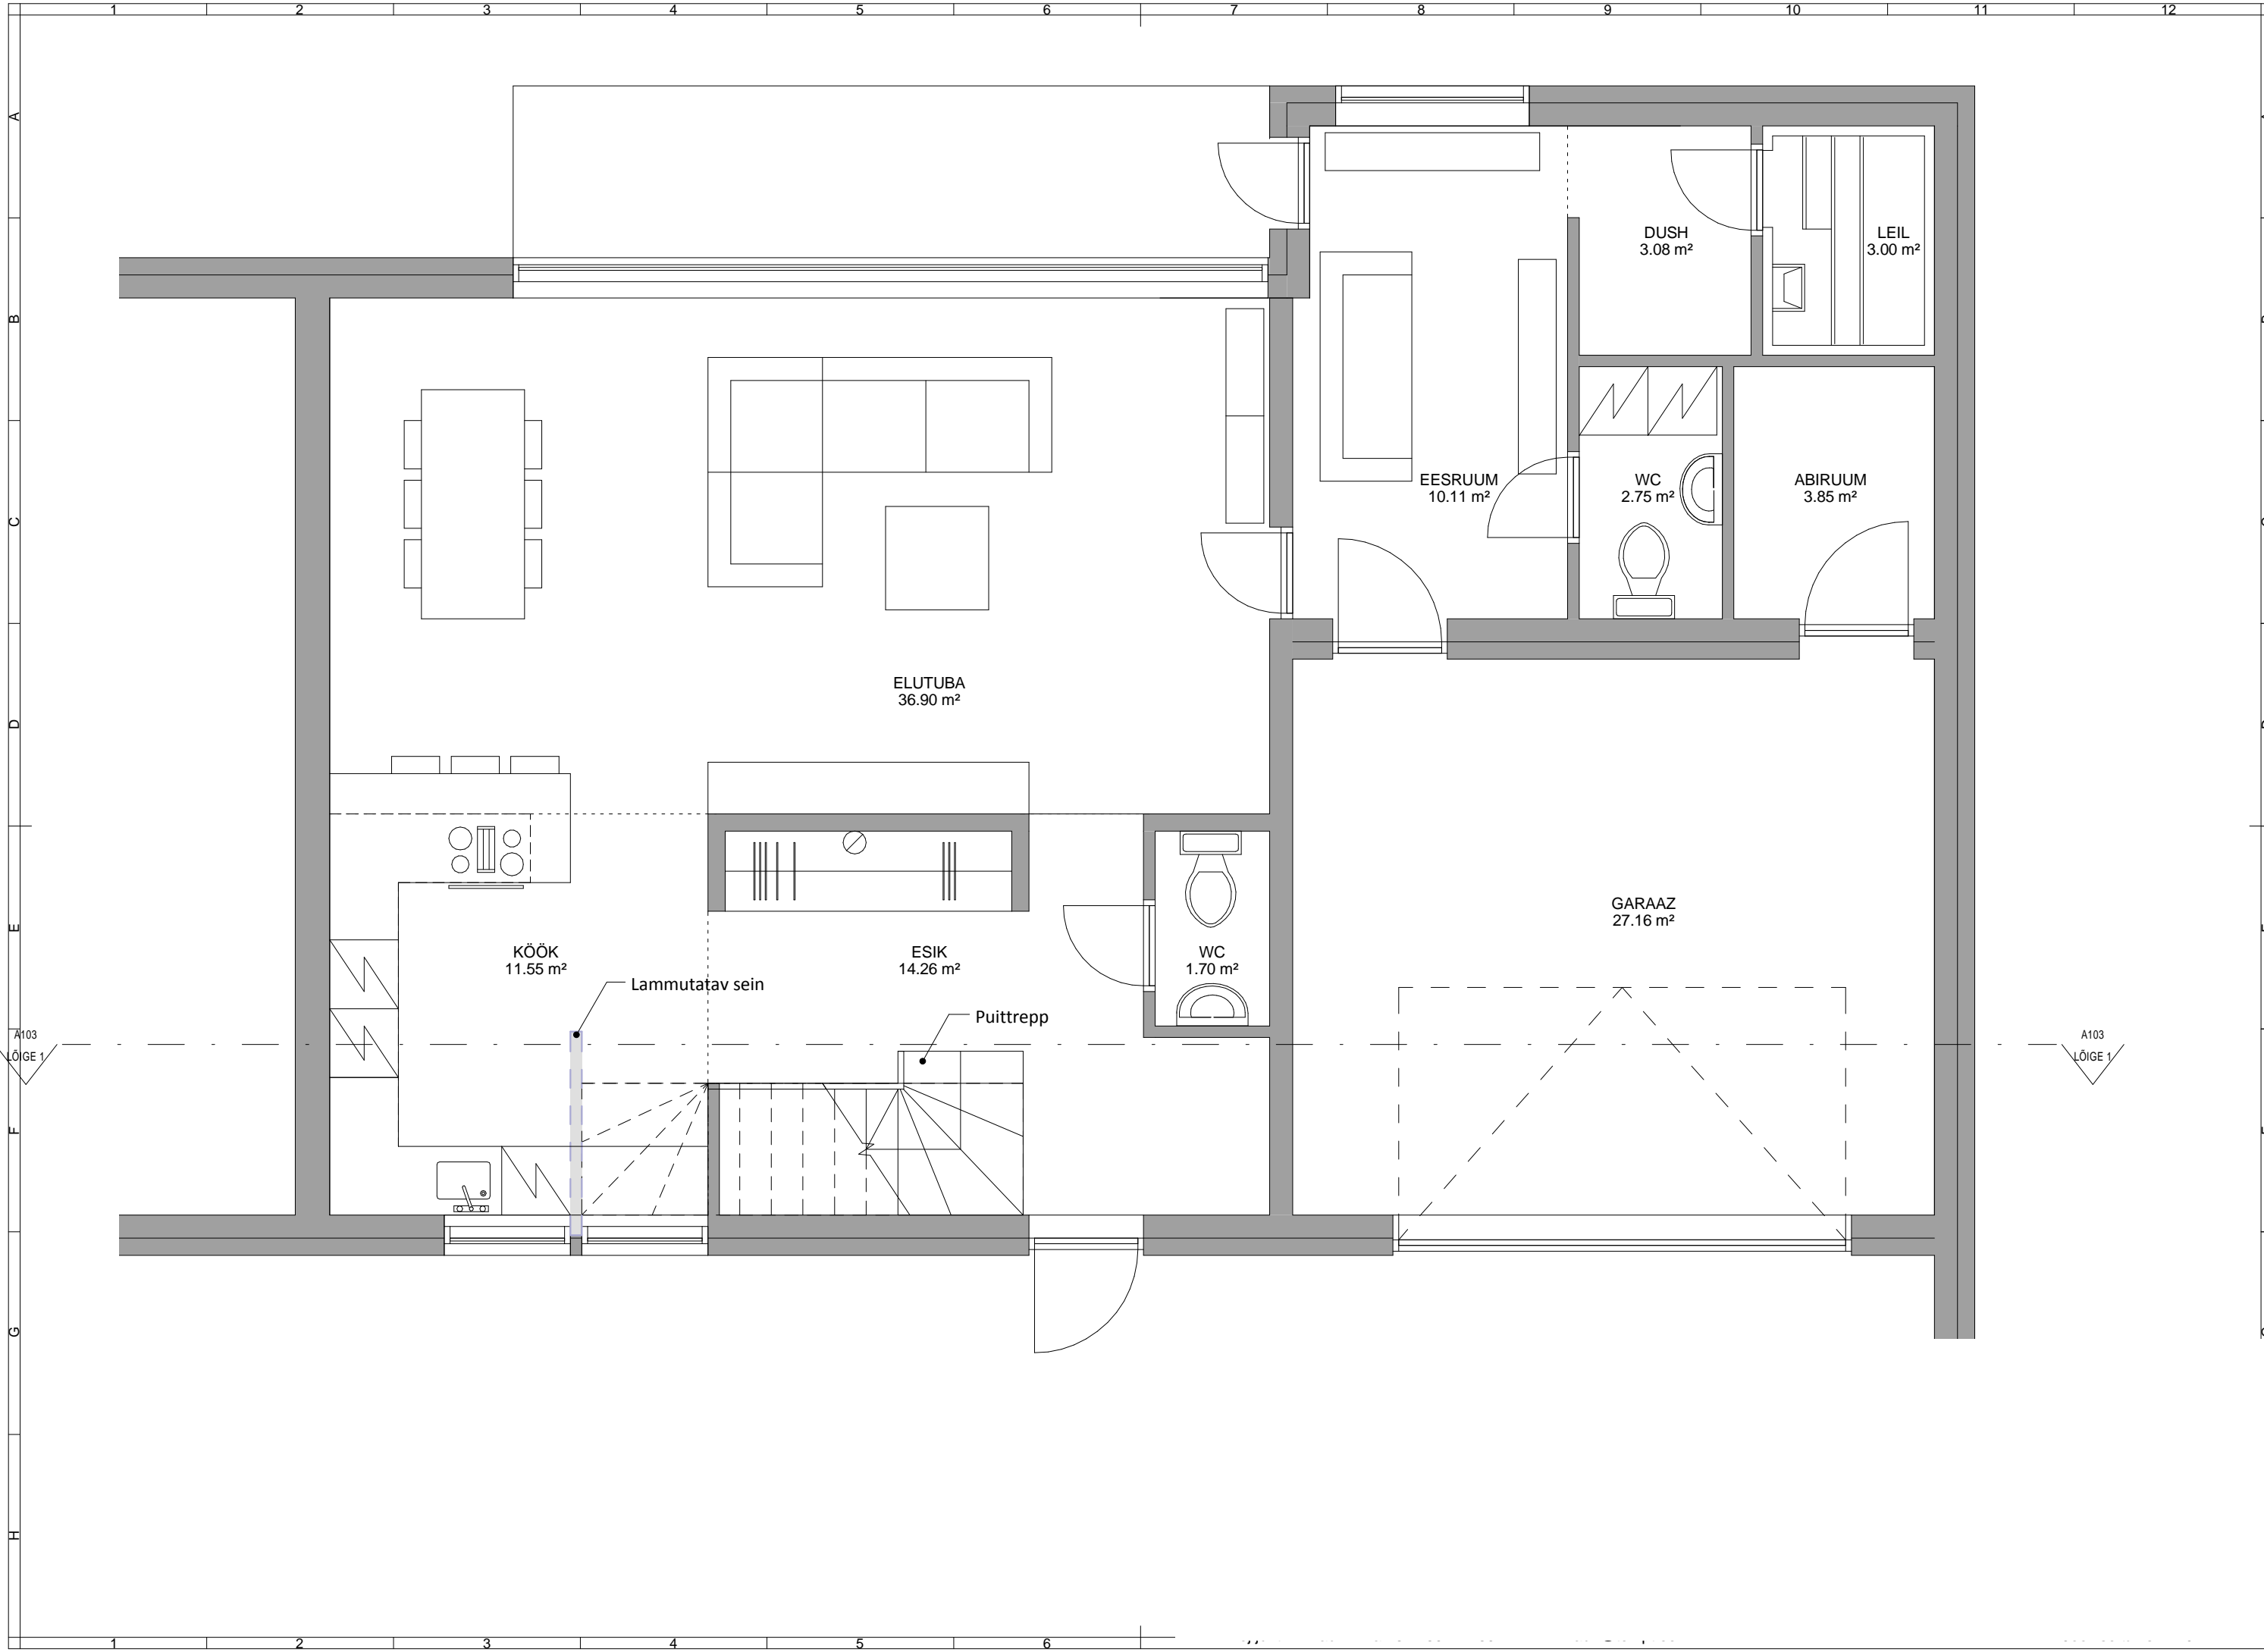 1 2 3 4 5 6 7 8 9 10 11 12
A
B
C
D
E
F
G
H
DUSH
3.08 m²
LEIL
3.00 m²
EESRUUM
10.11 m²
WC
2.75 m²
ABIRUUM
3.85 m²
ELUTUBA
36.90 m²
GARAAZ
27.16 m²
KÖÖK
11.55 m²
ESIK
14.26 m²
WC
1.70 m²
Lammutatav sein
Puittrepp
A103
LÕIGE 1
A103
LÕIGE 1
1 2 3 4 5 6